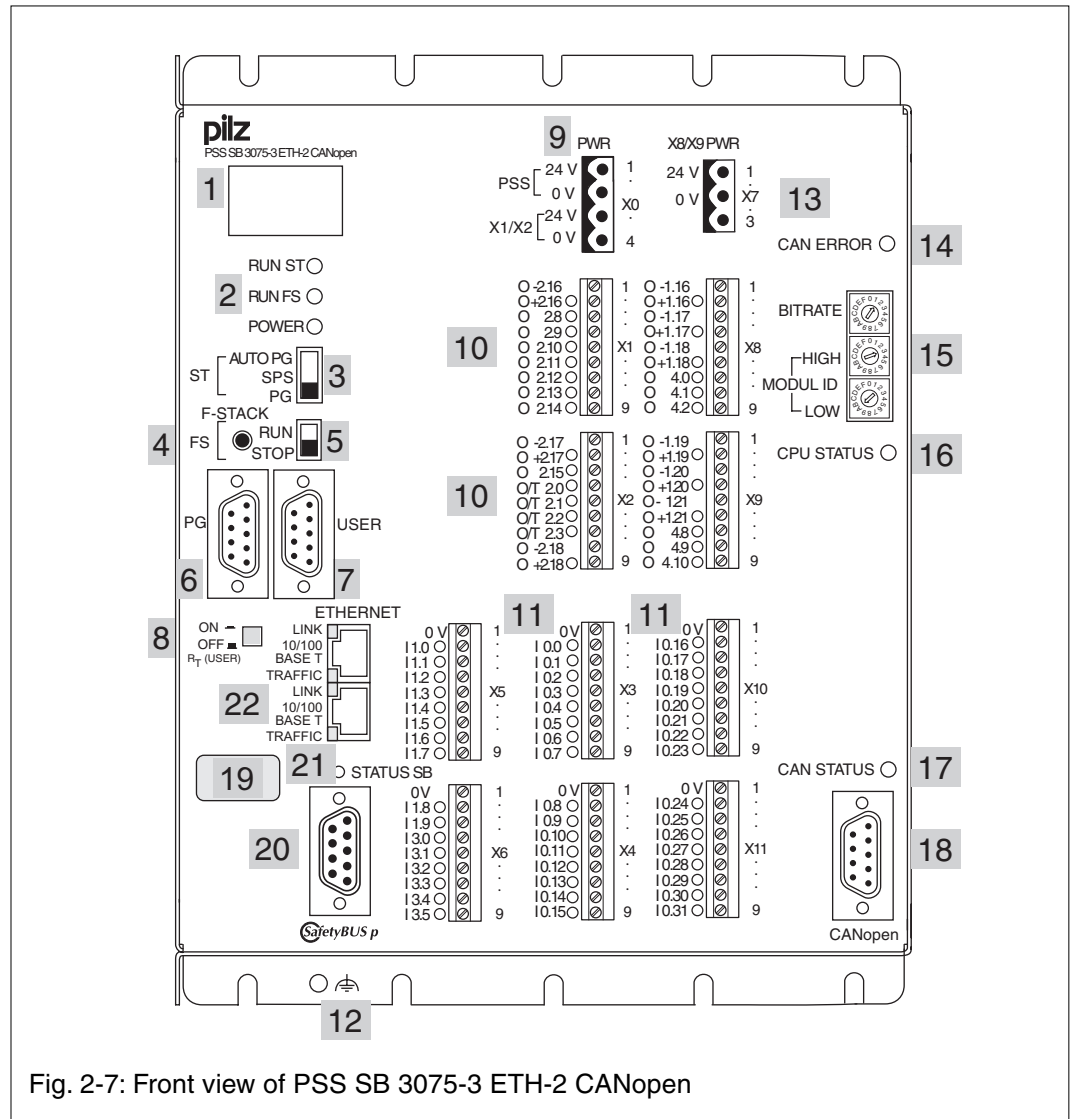 pilz
PSS SB 3075-3 ETH-2 CANopen
1
RUN ST
2
RUN FS
POWER
ST
AUTO PG
SPS
PG
3
F-STACK
4
FS
RUN
STOP
5
PG
USER
6
7
8
ON
OFF
RT (USER)
ETHERNET
LINK
10/100
BASE T
TRAFFIC
LINK
10/100
BASE T
TRAFFIC
22
19
21
STATUS SB
20
SafetyBUS p
12
9
PWR
PSS
24 V
0 V
X1/X2
24 V
0 V
1
X0
4
X8/X9 PWR
24 V
0 V
1
X7
3
13
CAN ERROR
14
10
O -2.16
O +2.16
O 2.8
O 2.9
O 2.10
O 2.11
O 2.12
O 2.13
O 2.14
1
X1
9
O -1.16
O +1.16
O -1.17
O +1.17
O -1.18
O +1.18
O 4.0
O 4.1
O 4.2
1
X8
9
BITRATE
HIGH
MODUL ID
LOW
15
10
O -2.17
O +2.17
O 2.15
O/T 2.0
O/T 2.1
O/T 2.2
O/T 2.3
O -2.18
O +2.18
1
X2
9
O -1.19
O +1.19
O -1.20
O +1.20
O - 1.21
O +1.21
O 4.8
O 4.9
O 4.10
1
X9
9
CPU STATUS
16
0 V
I 1.0
I 1.1
I 1.2
I 1.3
I 1.4
I 1.5
I 1.6
I 1.7
1
X5
9
11
0 V
I 0.0
I 0.1
I 0.2
I 0.3
I 0.4
I 0.5
I 0.6
I 0.7
1
X3
9
11
0 V
I 0.16
I 0.17
I 0.18
I 0.19
I 0.20
I 0.21
I 0.22
I 0.23
1
X10
9
CAN STATUS
17
0V
I 1.8
I 1.9
I 3.0
I 3.1
I 3.2
I 3.3
I 3.4
I 3.5
1
X6
9
0 V
I 0.8
I 0.9
I 0.10
I 0.11
I 0.12
I 0.13
I 0.14
I 0.15
1
X4
9
0 V
I 0.24
I 0.25
I 0.26
I 0.27
I 0.28
I 0.29
I 0.30
I 0.31
1
X11
9
18
CANopen
Fig. 2-7: Front view of PSS SB 3075-3 ETH-2 CANopen